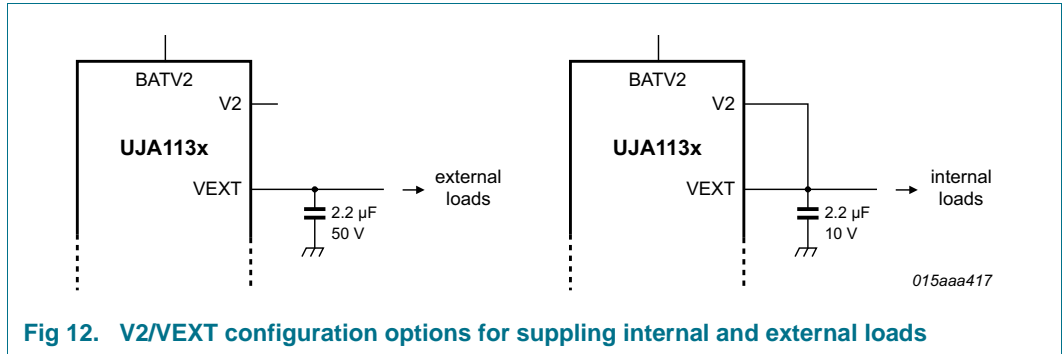 BATV2
V2
UJA113x
VEXT
external
loads
2.2 µF
50 V
BATV2
V2
UJA113x
VEXT
internal
loads
2.2 µF
10 V
015aaa417
Fig 12. V2/VEXT configuration options for suppling internal and external loads